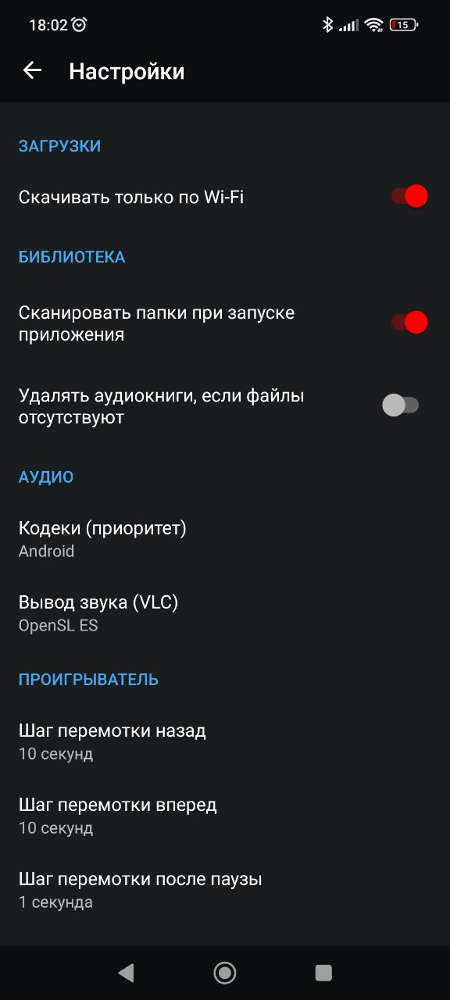 18:02
15
Настройки
ЗАГРУЗКИ
Скачивать только по Wi-Fi
БИБЛИОТЕКА
Сканировать папки при запуске
приложения
Удалять аудиокниги, если файлы
отсутствуют
АУДИО
Кодеки (приоритет)
Android
Вывод звука (VLC)
OpenSL ES
ПРОИГРЫВАТЕЛЬ
Шаг перемотки назад
10 секунд
Шаг перемотки вперед
10 секунд
Шаг перемотки после паузы
1 секунда